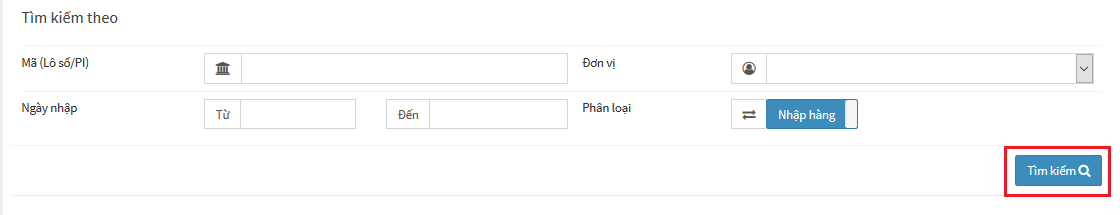 Tìm kiếm theo
Mã (Lô số/PI)
Đơn vị
Ngày nhập
Từ
Đến
Phân loại
Nhập hàng
Tìm kiếm